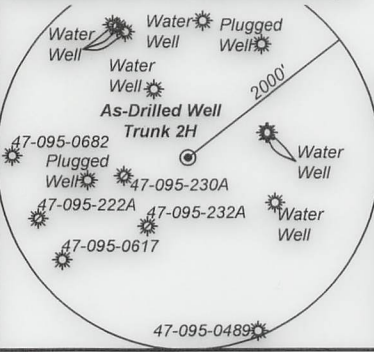 Water
Well
Water
Well
Plugged
Well
Water
Well
2000'
As-Drilled Well
Trunk 2H
47-095-0682
Plugged
Well
47-095-230A
Water
Well
47-095-222A
47-095-232A
Water
Well
47-095-0617
47-095-0489